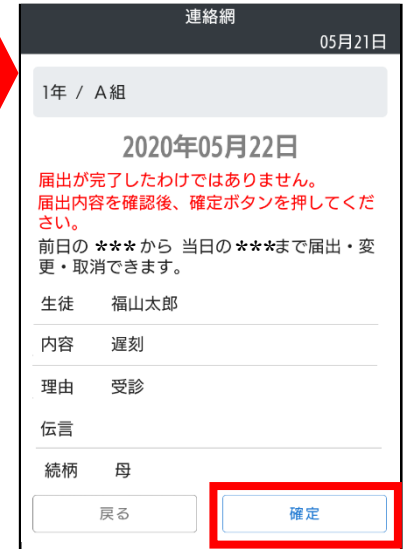 連絡網
05月21日
1年 / A組
2020年05月22日
届出が完了したわけではありません。
届出内容を確認後、確定ボタンを押してくだ
さい。
前日の ***から 当日の***まで届出・変
更・取消できます。
生徒 福山太郎
内容 遅刻
理由 受診
伝言
続柄 母
戻る 確定